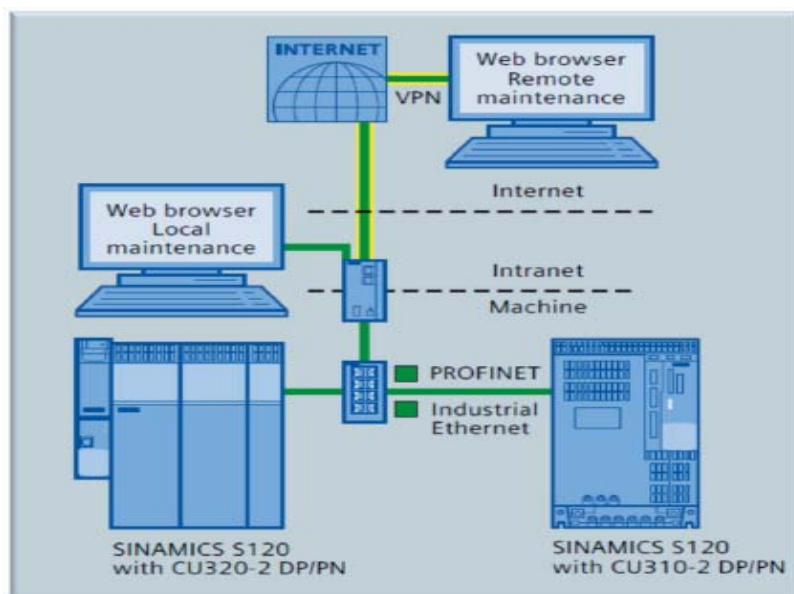 INTERNET
Web browser
Remote
maintenance
VPN
Internet
Web browser
Local
maintenance
Intranet
Machine
PROFINET
Industrial
Ethernet
SINAMICS S120
with CU320-2 DP/PN
SINAMICS S120
with CU310-2 DP/PN